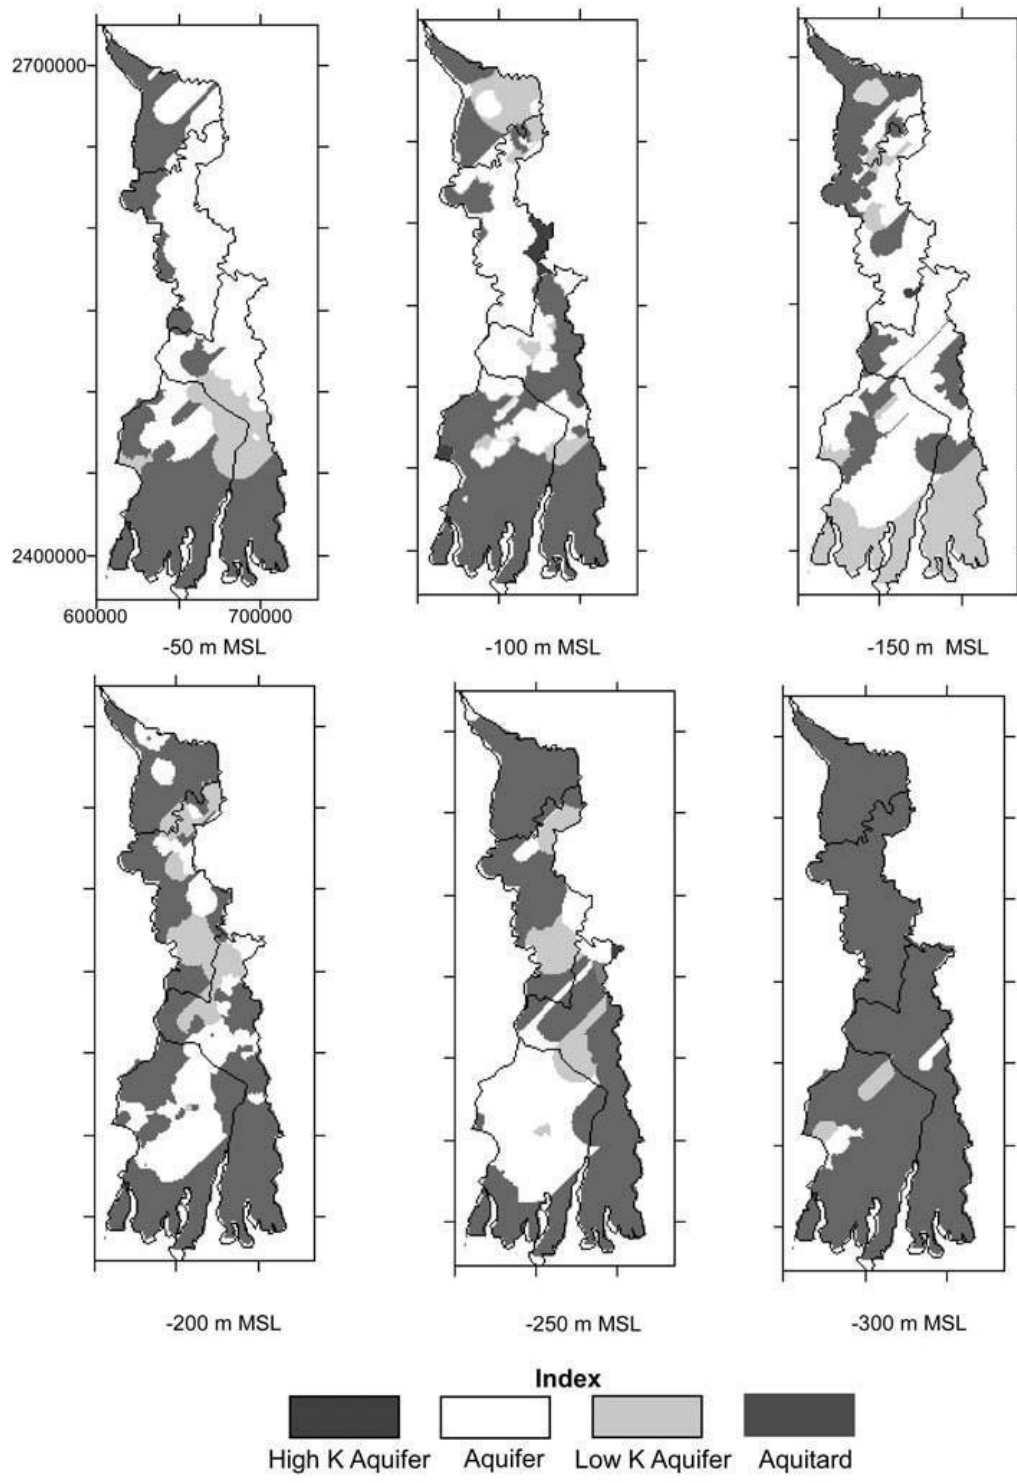 2700000
2400000
600000 700000
-50 m MSL
-100 m MSL
-150 m MSL
-200 m MSL
-250 m MSL
-300 m MSL
Index
High K Aquifer Aquifer Low K Aquifer Aquitard